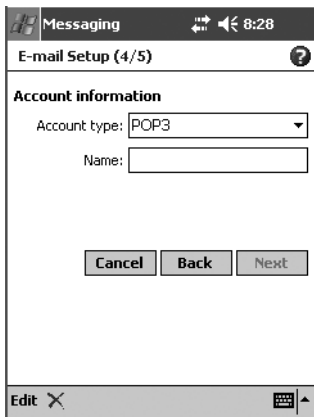 Messaging 8:28
E-mail Setup (4/5)
Account information
Account type: POP3
Name:
Cancel Back Next
Edit